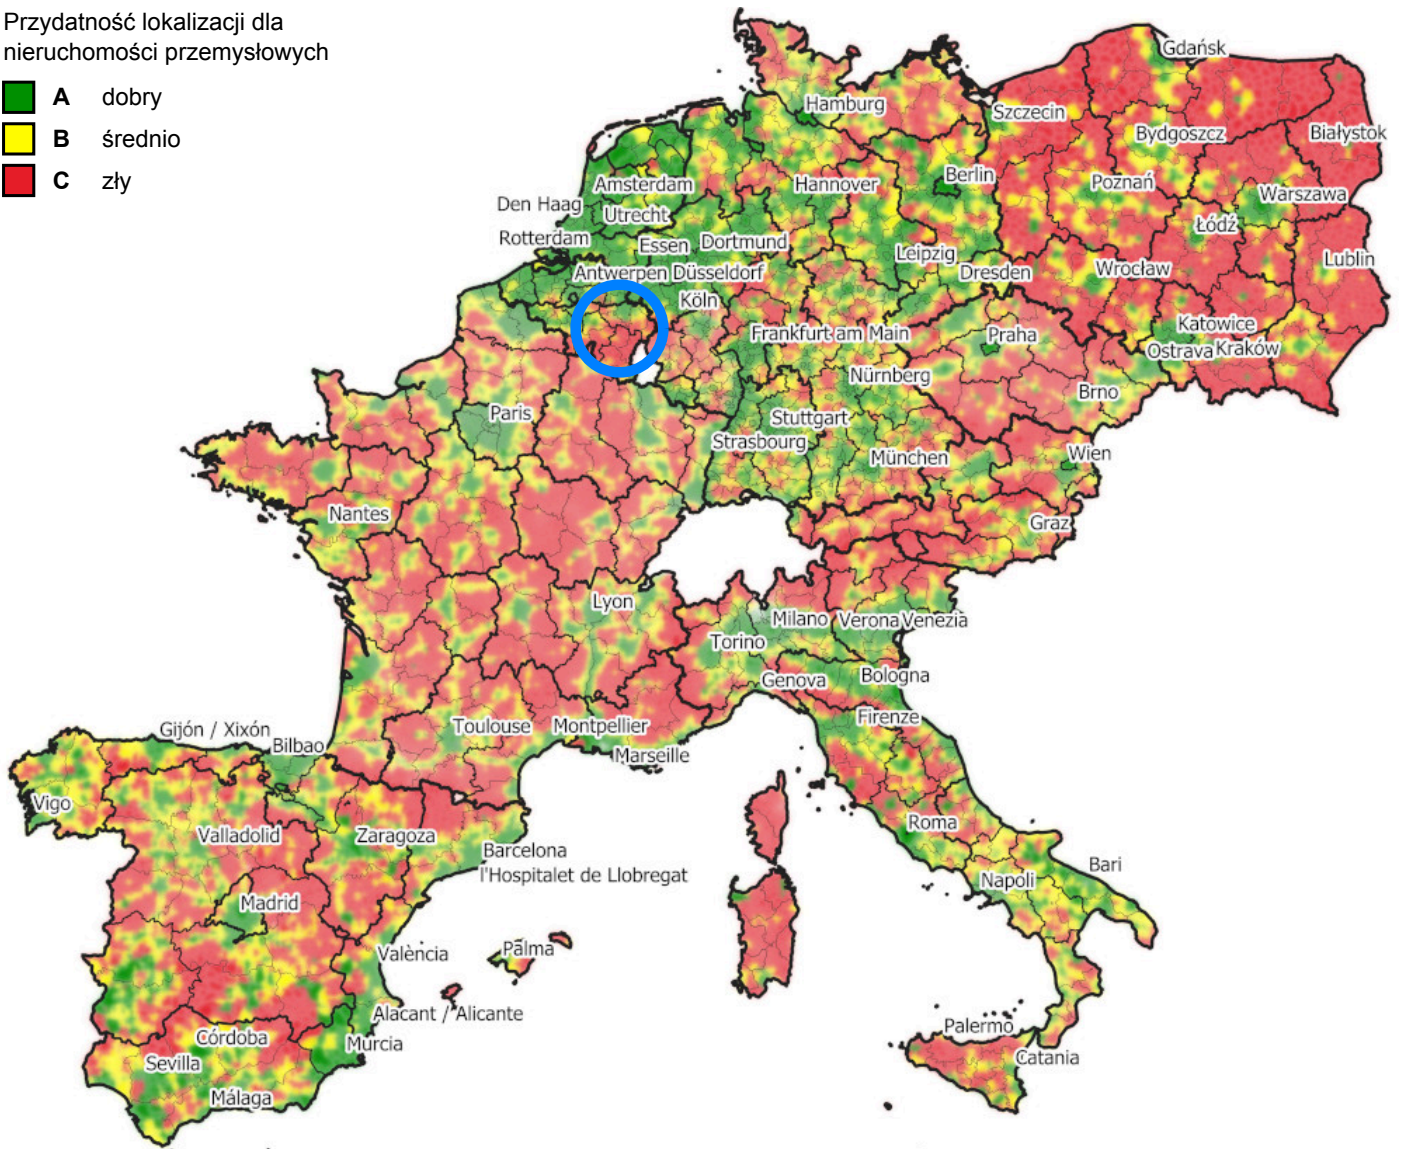 Przydatność lokalizacji dla
nieruchomości przemysłowych
A dobry
B średnio
C zły
Gdańsk
Hamburg
Szczecin
Bydgoszcz
Białystok
Amsterdam
Hannover
Berlin
Poznań
Warszawa
Den Haag
Utrecht
Łódź
Rotterdam
Essen
Dortmund
Leipzig
Lublin
Antwerpen
Düsseldorf
Dresden
Wrocław
Köln
Katowice
Frankfurt am Main
Praha
Ostrava
Kraków
Nürnberg
Brno
Paris
Stuttgart
Strasbourg
München
Wien
Nantes
Graz
Lyon
Milano
Verona
Venezia
Torino
Genova
Bologna
Firenze
Gijón / Xixón
Bilbao
Toulouse
Montpellier
Marseille
Vigo
Valladolid
Zaragoza
Roma
Barcelona
l'Hospitalet de Llobregat
Bari
Napoli
Madrid
València
Palma
Alacant / Alicante
Palermo
Córdoba
Murcia
Catania
Sevilla
Málaga